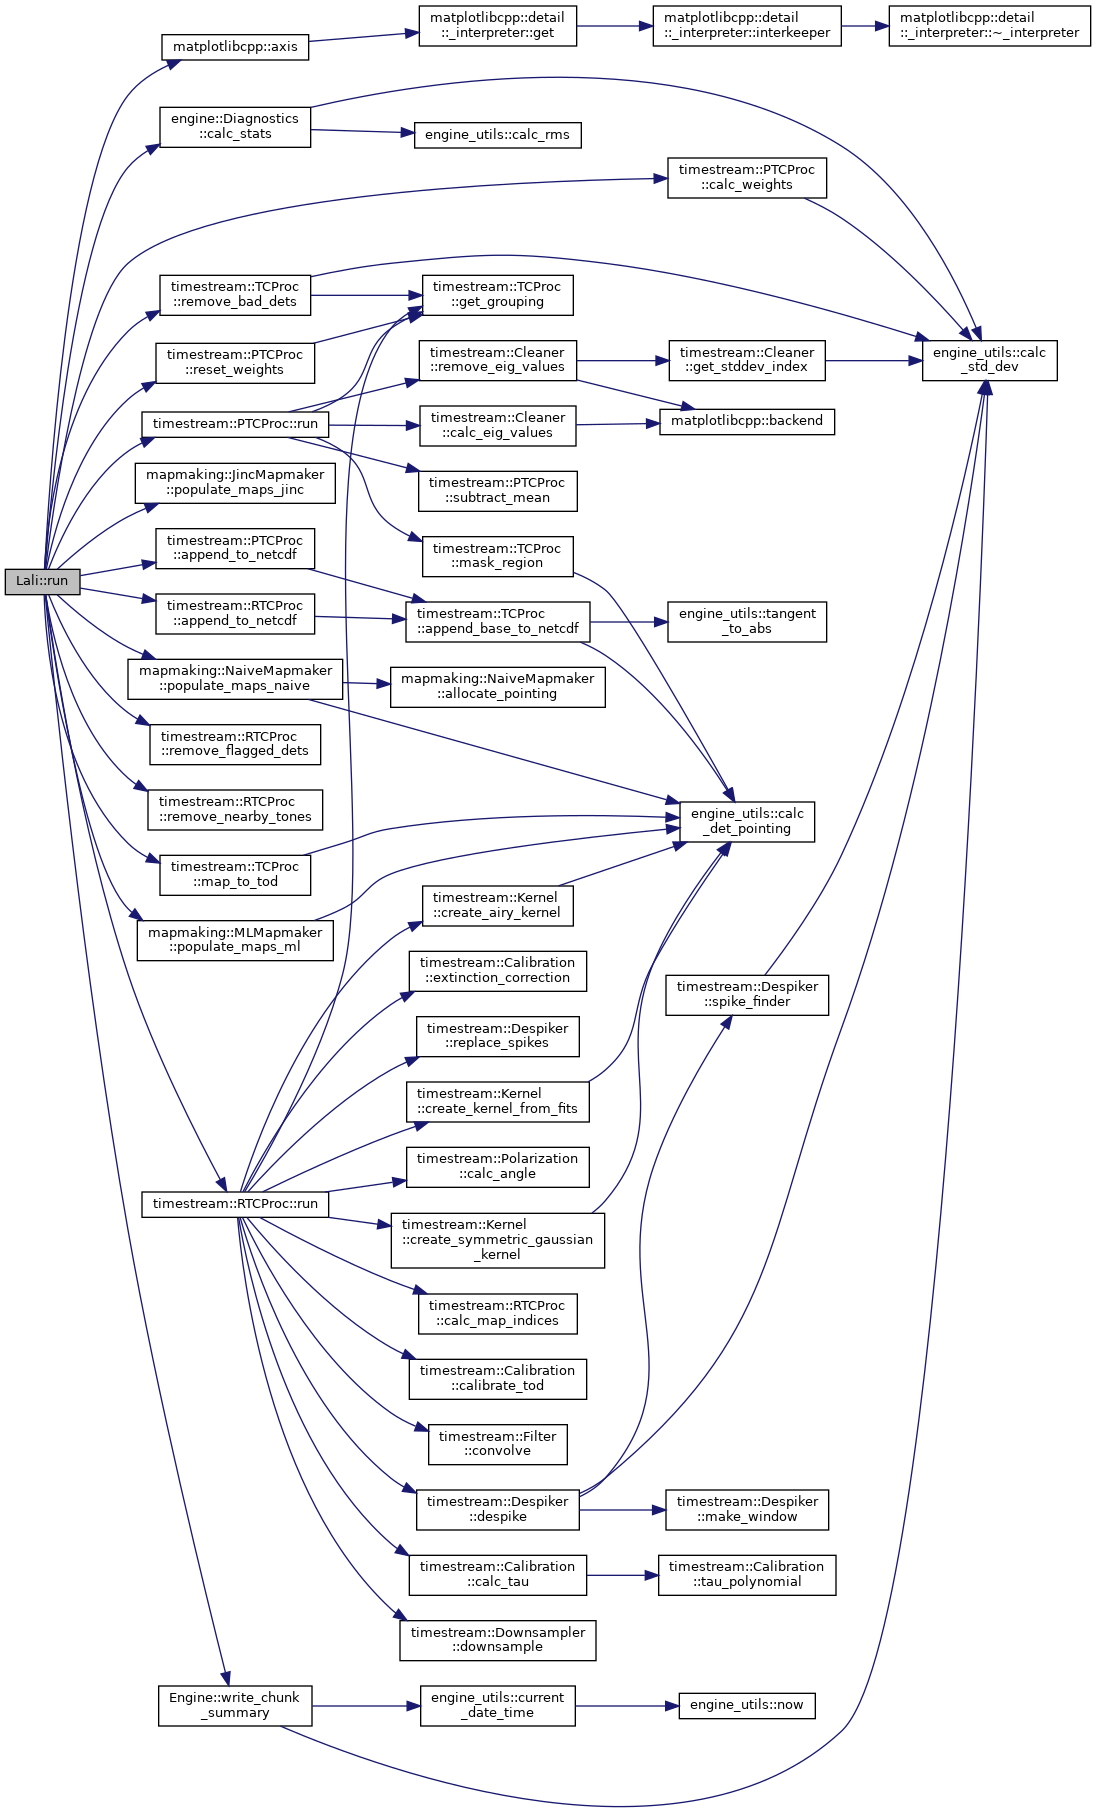 matplotlibcpp::detail
::_interpreter::get
matplotlibcpp::detail
::_interpreter::interkeeper
matplotlibcpp::detail
::_interpreter::~_interpreter
matplotlibcpp::axis
engine::Diagnostics
::calc_stats
engine_utils::calc_rms
timestream::PTCProc
::calc_weights
timestream::TCProc
::remove_bad_dets
timestream::TCProc
::get_grouping
timestream::PTCProc
::reset_weights
timestream::Cleaner
::remove_eig_values
timestream::Cleaner
::get_stddev_index
engine_utils::calc
_std_dev
timestream::PTCProc::run
timestream::Cleaner
::calc_eig_values
matplotlibcpp::backend
mapmaking::JincMapmaker
::populate_maps_jinc
timestream::PTCProc
::subtract_mean
timestream::PTCProc
::append_to_netcdf
timestream::TCProc
::mask_region
Lali::run
timestream::RTCProc
::append_to_netcdf
timestream::TCProc
::append_base_to_netcdf
engine_utils::tangent
_to_abs
mapmaking::NaiveMapmaker
::populate_maps_naive
mapmaking::NaiveMapmaker
::allocate_pointing
timestream::RTCProc
::remove_flagged_dets
timestream::RTCProc
::remove_nearby_tones
engine_utils::calc
_det_pointing
timestream::TCProc
::map_to_tod
timestream::Kernel
::create_airy_kernel
mapmaking::MLMapmaker
::populate_maps_ml
timestream::Calibration
::extinction_correction
timestream::Despiker
::spike_finder
timestream::Despiker
::replace_spikes
timestream::Kernel
::create_kernel_from_fits
timestream::Polarization
::calc_angle
timestream::RTCProc::run
timestream::Kernel
::create_symmetric_gaussian
_kernel
timestream::RTCProc
::calc_map_indices
timestream::Calibration
::calibrate_tod
timestream::Filter
::convolve
timestream::Despiker
::despike
timestream::Despiker
::make_window
timestream::Calibration
::calc_tau
timestream::Calibration
::tau_polynomial
timestream::Downsampler
::downsample
Engine::write_chunk
_summary
engine_utils::current
_date_time
engine_utils::now